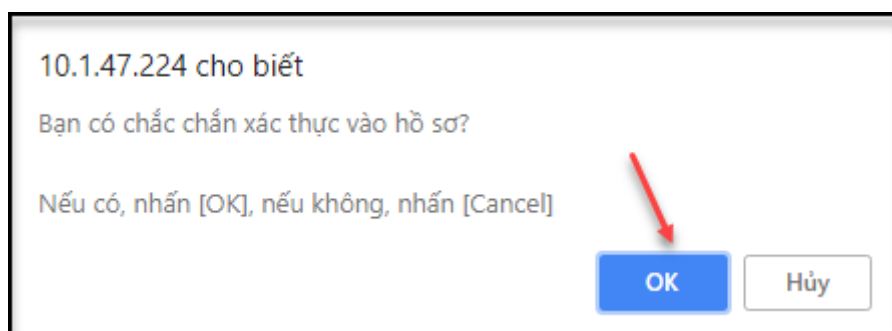 10.1.47.224 cho biết
Bạn có chắc chắn xác thực vào hồ sơ?
Nếu có, nhấn [OK], nếu không, nhấn [Cancel]
OK Hủy